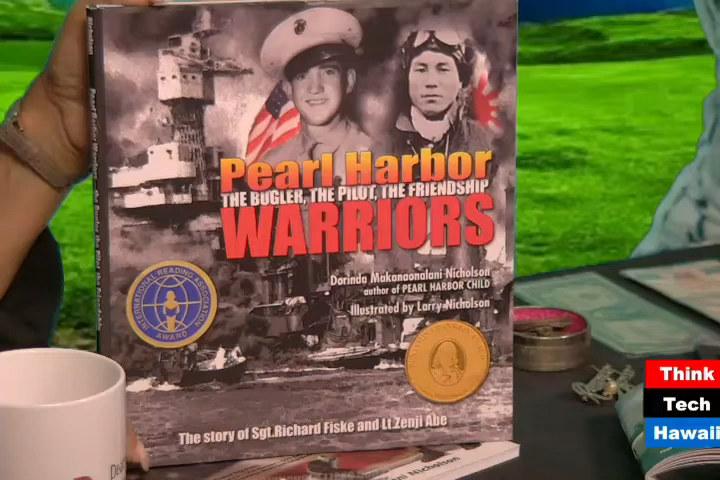 Pearl Harbor
THE BUGLER, THE PILOT, THE FRIENDSHIP
WARRIORS
Dorinda Makanaonalani Nicholson
author of PEARL HARBOR CHILD
Illustrated by Larry Nicholson
INTERNATIONAL READING ASSOCIATION
AWARD
The story of Sgt.Richard Fiske and Lt.Zenji Abe
Nicholson
Nicholson
Think
Tech
Hawaii